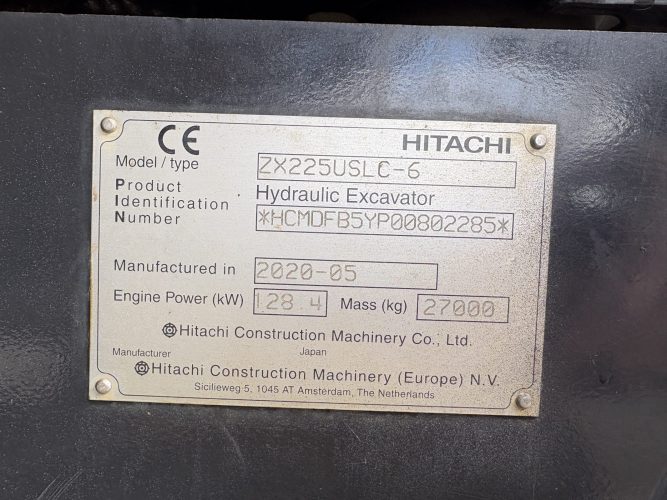 CE HITACHI
Model / type ZX225USLC-6
Product Hydraulic Excavator
Identification
Number *HCMDFB5YP00802285*
Manufactured in 2020-05
Engine Power (kW) 128.4 Mass (kg) 27000
Hitachi Construction Machinery Co., Ltd.
Manufacturer Japan
Hitachi Construction Machinery (Europe) N.V.
Sicilieweg 5, 1045 AT Amsterdam, The Netherlands